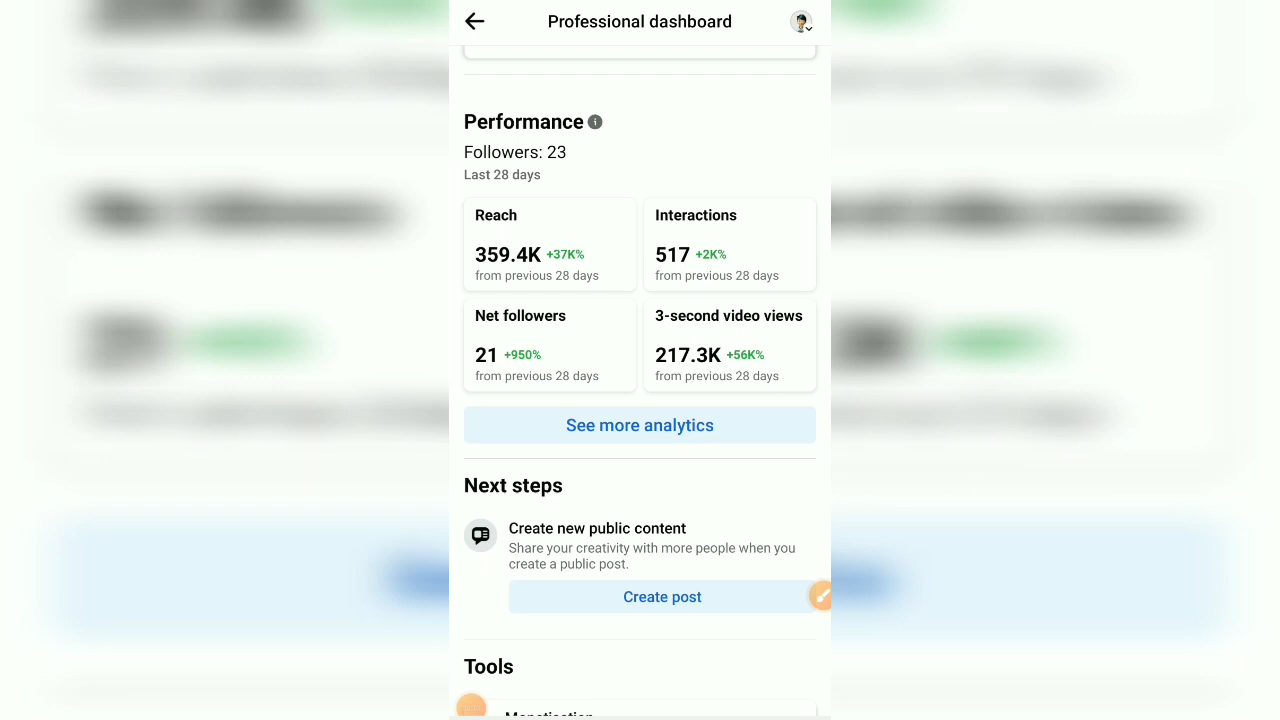 Professional dashboard
Performance
Followers: 23
Last 28 days
Reach
359.4K +37K%
from previous 28 days
Interactions
517 +2K%
from previous 28 days
Net followers
21 +950%
from previous 28 days
3-second video views
217.3K +56K%
from previous 28 days
See more analytics
Next steps
Create new public content
Share your creativity with more people when you
create a public post.
Create post
Tools
Monetisation